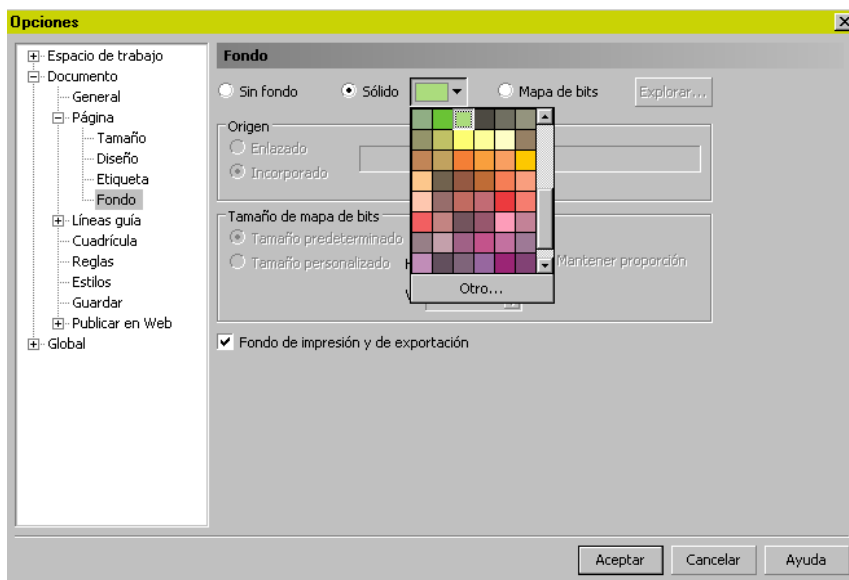 Opciones
Espacio de trabajo
Documento
General
Página
Tamaño
Diseño
Etiqueta
Fondo
Líneas guía
Cuadrícula
Reglas
Estilos
Guardar
Publicar en Web
Global
Fondo
Sin fondo
Sólido
Mapa de bits
Explorar...
Origen
Enlazado
Incorporado
Tamaño de mapa de bits
Tamaño predeterminado
Tamaño personalizado
Mantener proporción
Otro...
Fondo de impresión y de exportación
Aceptar
Cancelar
Ayuda